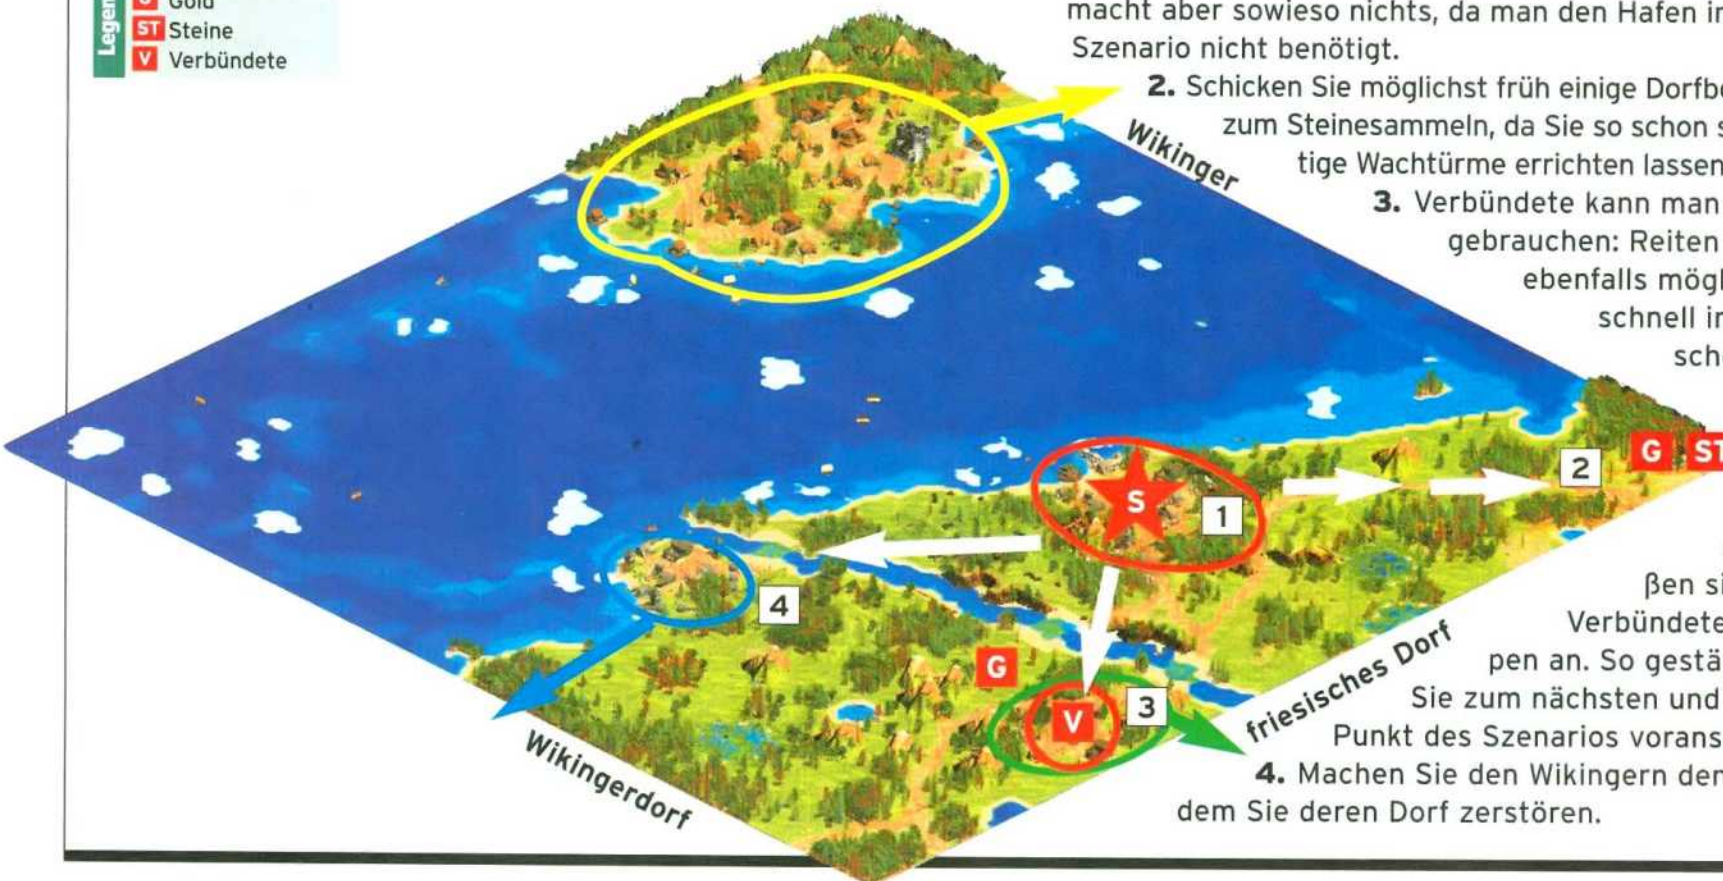 Legen
G Gold
ST Steine
V Verbündete
macht aber sowieso nichts, da man den Hafen in
Szenario nicht benötigt.
2. Schicken Sie möglichst früh einige Dorfbe
zum Steinesammeln, da Sie so schon s
tige Wachtürme errichten lassen
3. Verbündete kann man
gebrauchen: Reiten
ebenfalls mögl
schnell in
sch
Wikinger
G ST
2
S
1
4
ßen si
Verbündete
pen an. So gestä
Sie zum nächsten und
Punkt des Szenarios vorans
4. Machen Sie den Wikingern den
dem Sie deren Dorf zerstören.
G
V
3
friesisches Dorf
Wikingerdorf